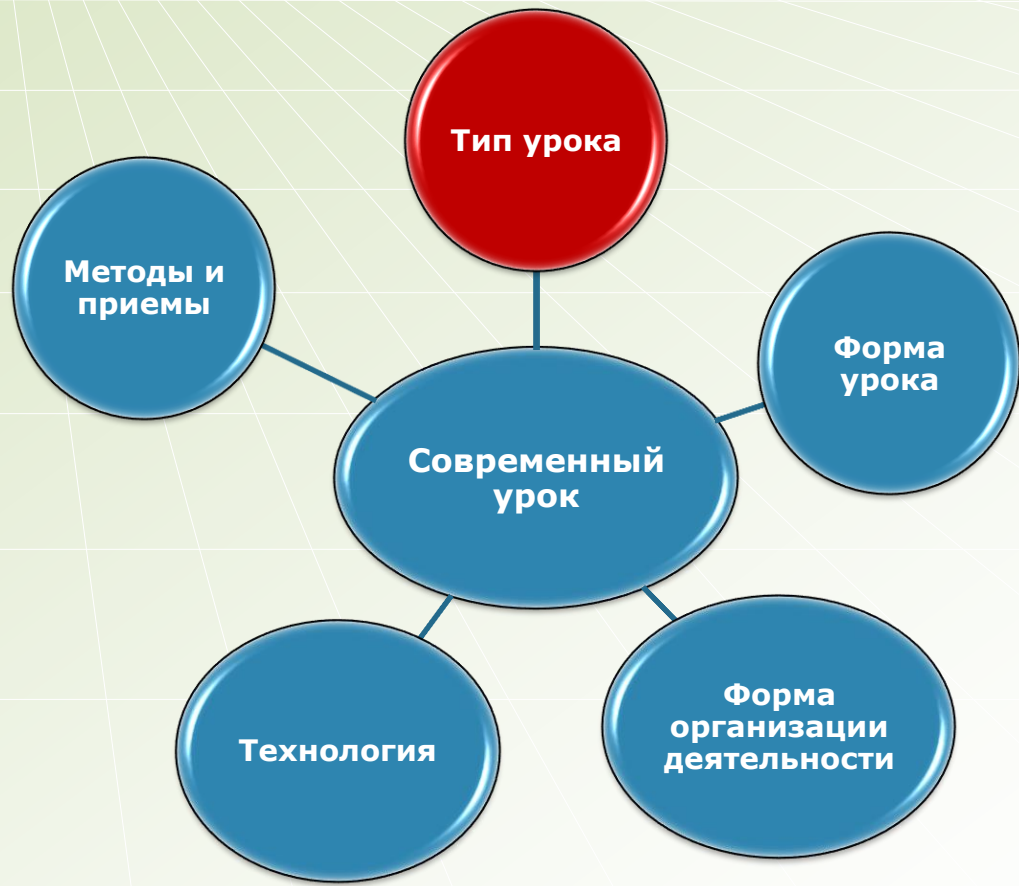 Тип урока
Методы и
приемы
Форма
урока
Современный
урок
Технология
Форма
организации
деятельности